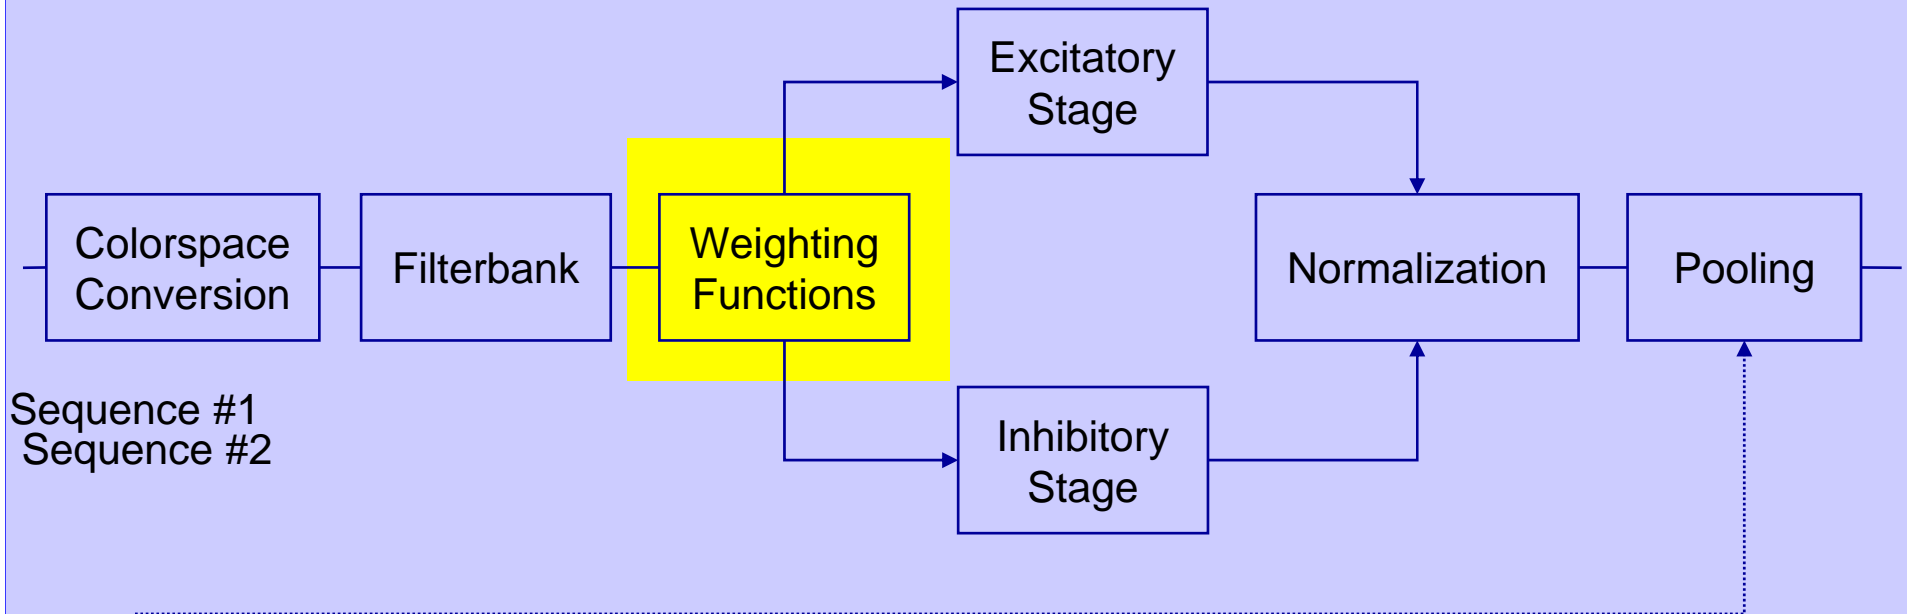 Colorspace
Conversion
Filterbank
Weighting
Functions
Excitatory
Stage
Inhibitory
Stage
Normalization
Pooling
Sequence #1
Sequence #2